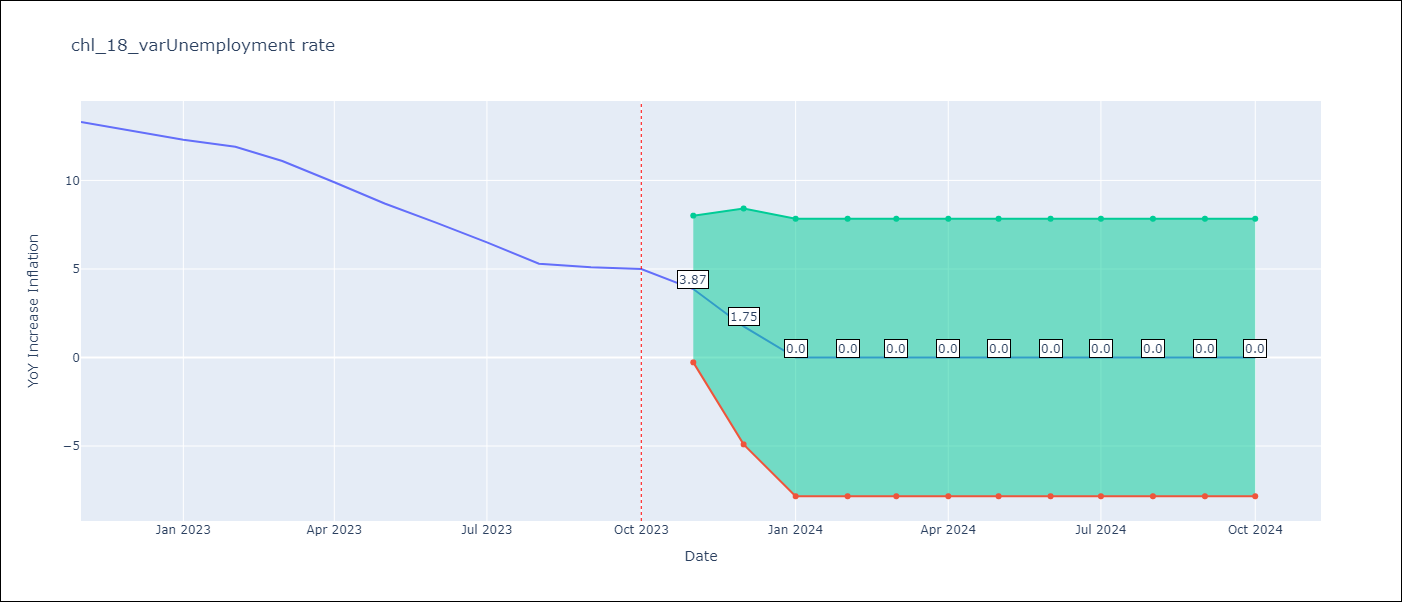 chl_18_varUnemployment rate
YoY Increase Inflation
10
5
0
−5
3.87
1.75
0.0
0.0
0.0
0.0
0.0
0.0
0.0
0.0
0.0
0.0
Jan 2023
Apr 2023
Jul 2023
Oct 2023
Jan 2024
Apr 2024
Jul 2024
Oct 2024
Date